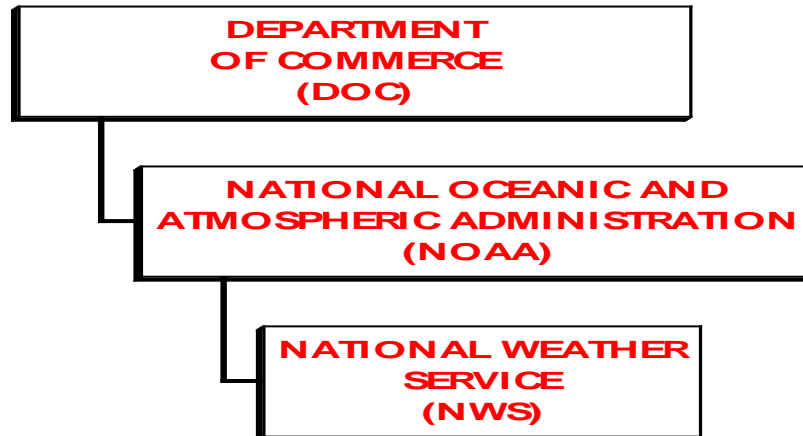 DEPARTMENT
OF COMMERCE
(DOC)
NATIONAL OCEANIC AND
ATMOSPHERIC ADMINISTRATION
(NOAA)
NATIONAL WEATHER
SERVICE
(NWS)